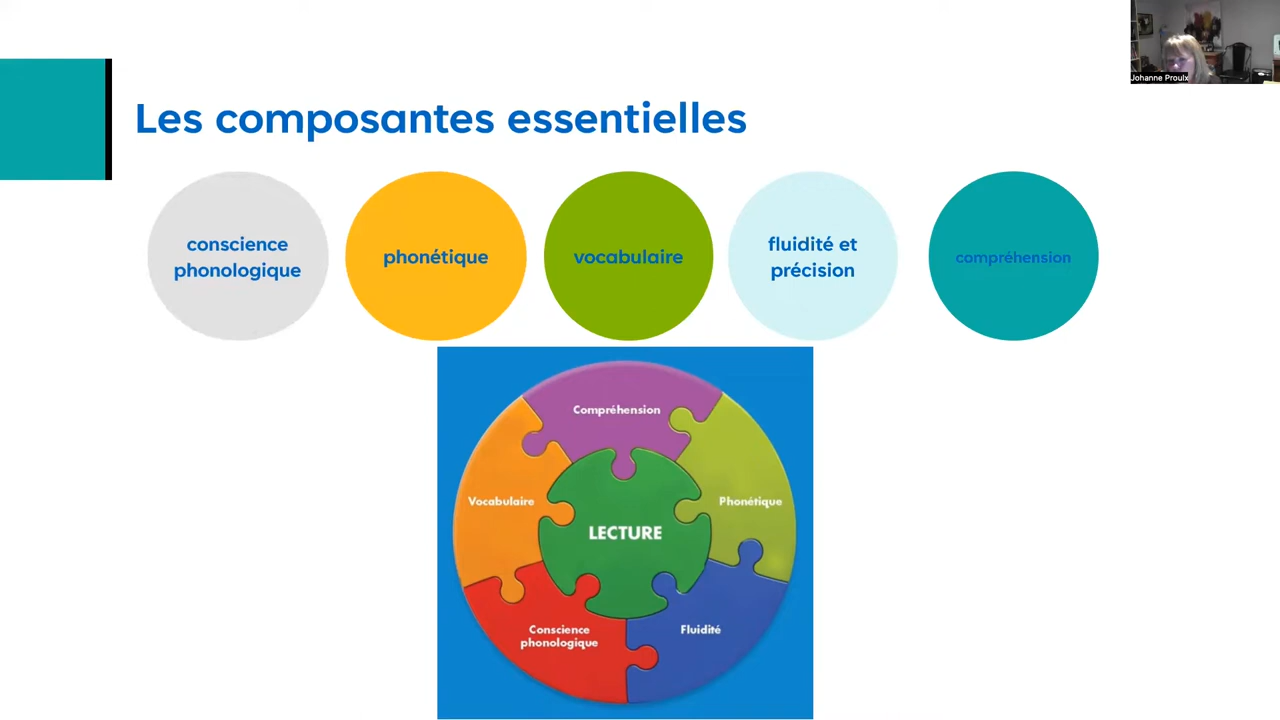 Johanne Proulx
Les composantes essentielles
conscience
phonologique
phonétique
vocabulaire
fluidité et
précision
compréhension
Compréhension
Vocabulaire
Phonétique
LECTURE
Conscience
phonologique
Fluidité